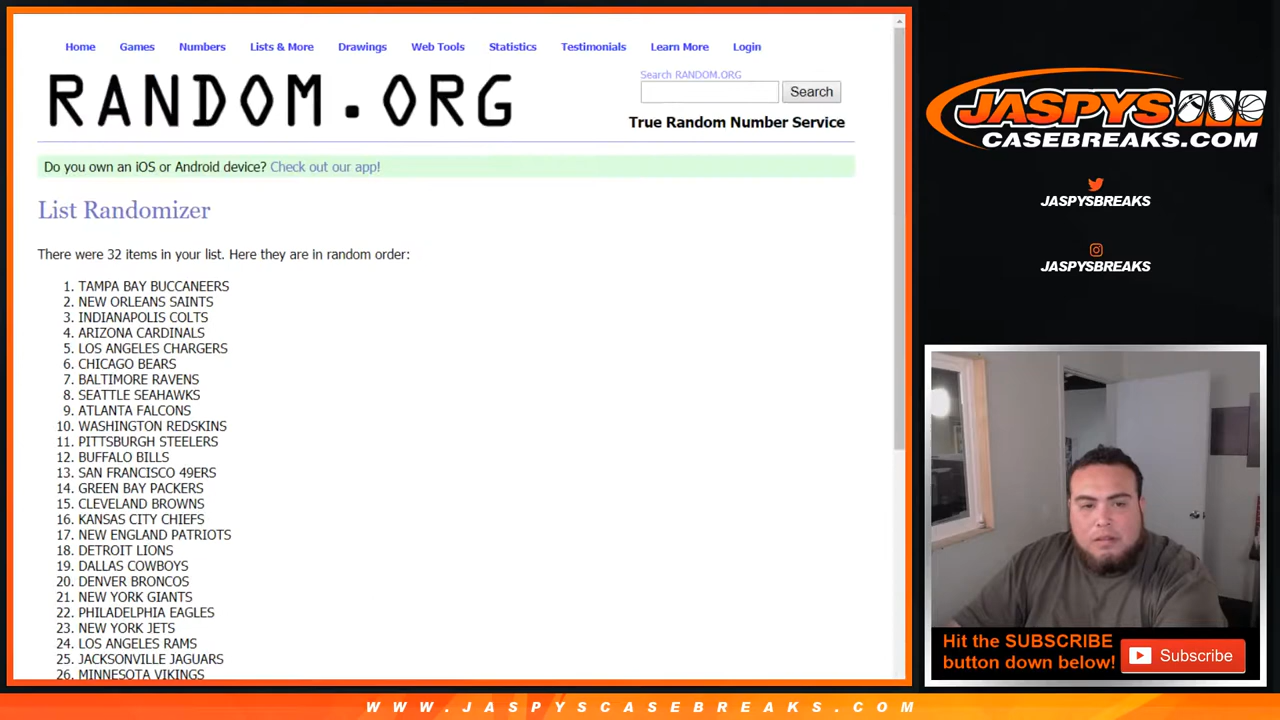 Home Games Numbers Lists & More Drawings Web Tools Statistics Testimonials Learn More Login
RANDOM.ORG
Search RANDOM.ORG
Search
True Random Number Service
Do you own an iOS or Android device? Check out our app!
List Randomizer
There were 32 items in your list. Here they are in random order:
1. TAMPA BAY BUCCANEERS
2. NEW ORLEANS SAINTS
3. INDIANAPOLIS COLTS
4. ARIZONA CARDINALS
5. LOS ANGELES CHARGERS
6. CHICAGO BEARS
7. BALTIMORE RAVENS
8. SEATTLE SEAHAWKS
9. ATLANTA FALCONS
10. WASHINGTON REDSKINS
11. PITTSBURGH STEELERS
12. BUFFALO BILLS
13. SAN FRANCISCO 49ERS
14. GREEN BAY PACKERS
15. CLEVELAND BROWNS
16. KANSAS CITY CHIEFS
17. NEW ENGLAND PATRIOTS
18. DETROIT LIONS
19. DALLAS COWBOYS
20. DENVER BRONCOS
21. NEW YORK GIANTS
22. PHILADELPHIA EAGLES
23. NEW YORK JETS
24. LOS ANGELES RAMS
25. JACKSONVILLE JAGUARS
26. MINNESOTA VIKINGS
JASPYS
CASEBREAKS.COM
JASPYSBREAKS
JASPYSBREAKS
Hit the SUBSCRIBE
button down below!
Subscribe
WWW.JASPYSCASEBREAKS.COM